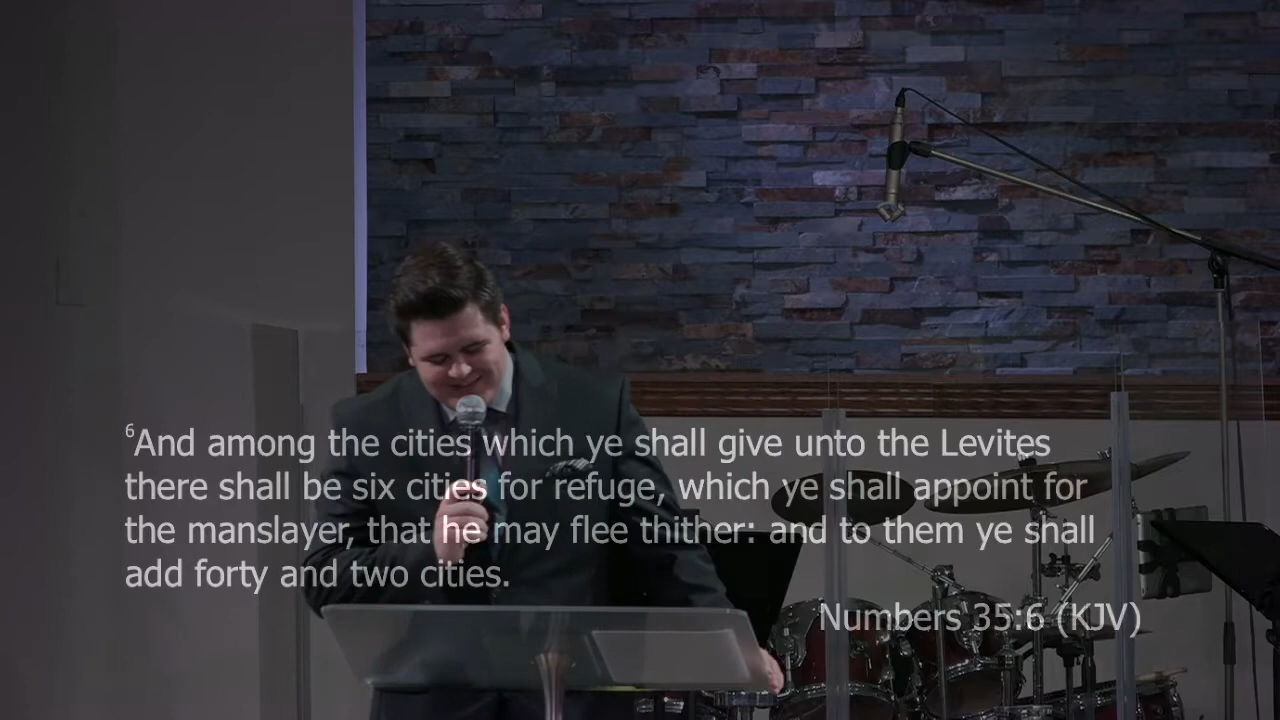 ⁶And among the cities which ye shall give unto the Levites
there shall be six cities for refuge, which ye shall appoint for
the manslayer, that he may flee thither: and to them ye shall
add forty and two cities.
Numbers 35:6 (KJV)